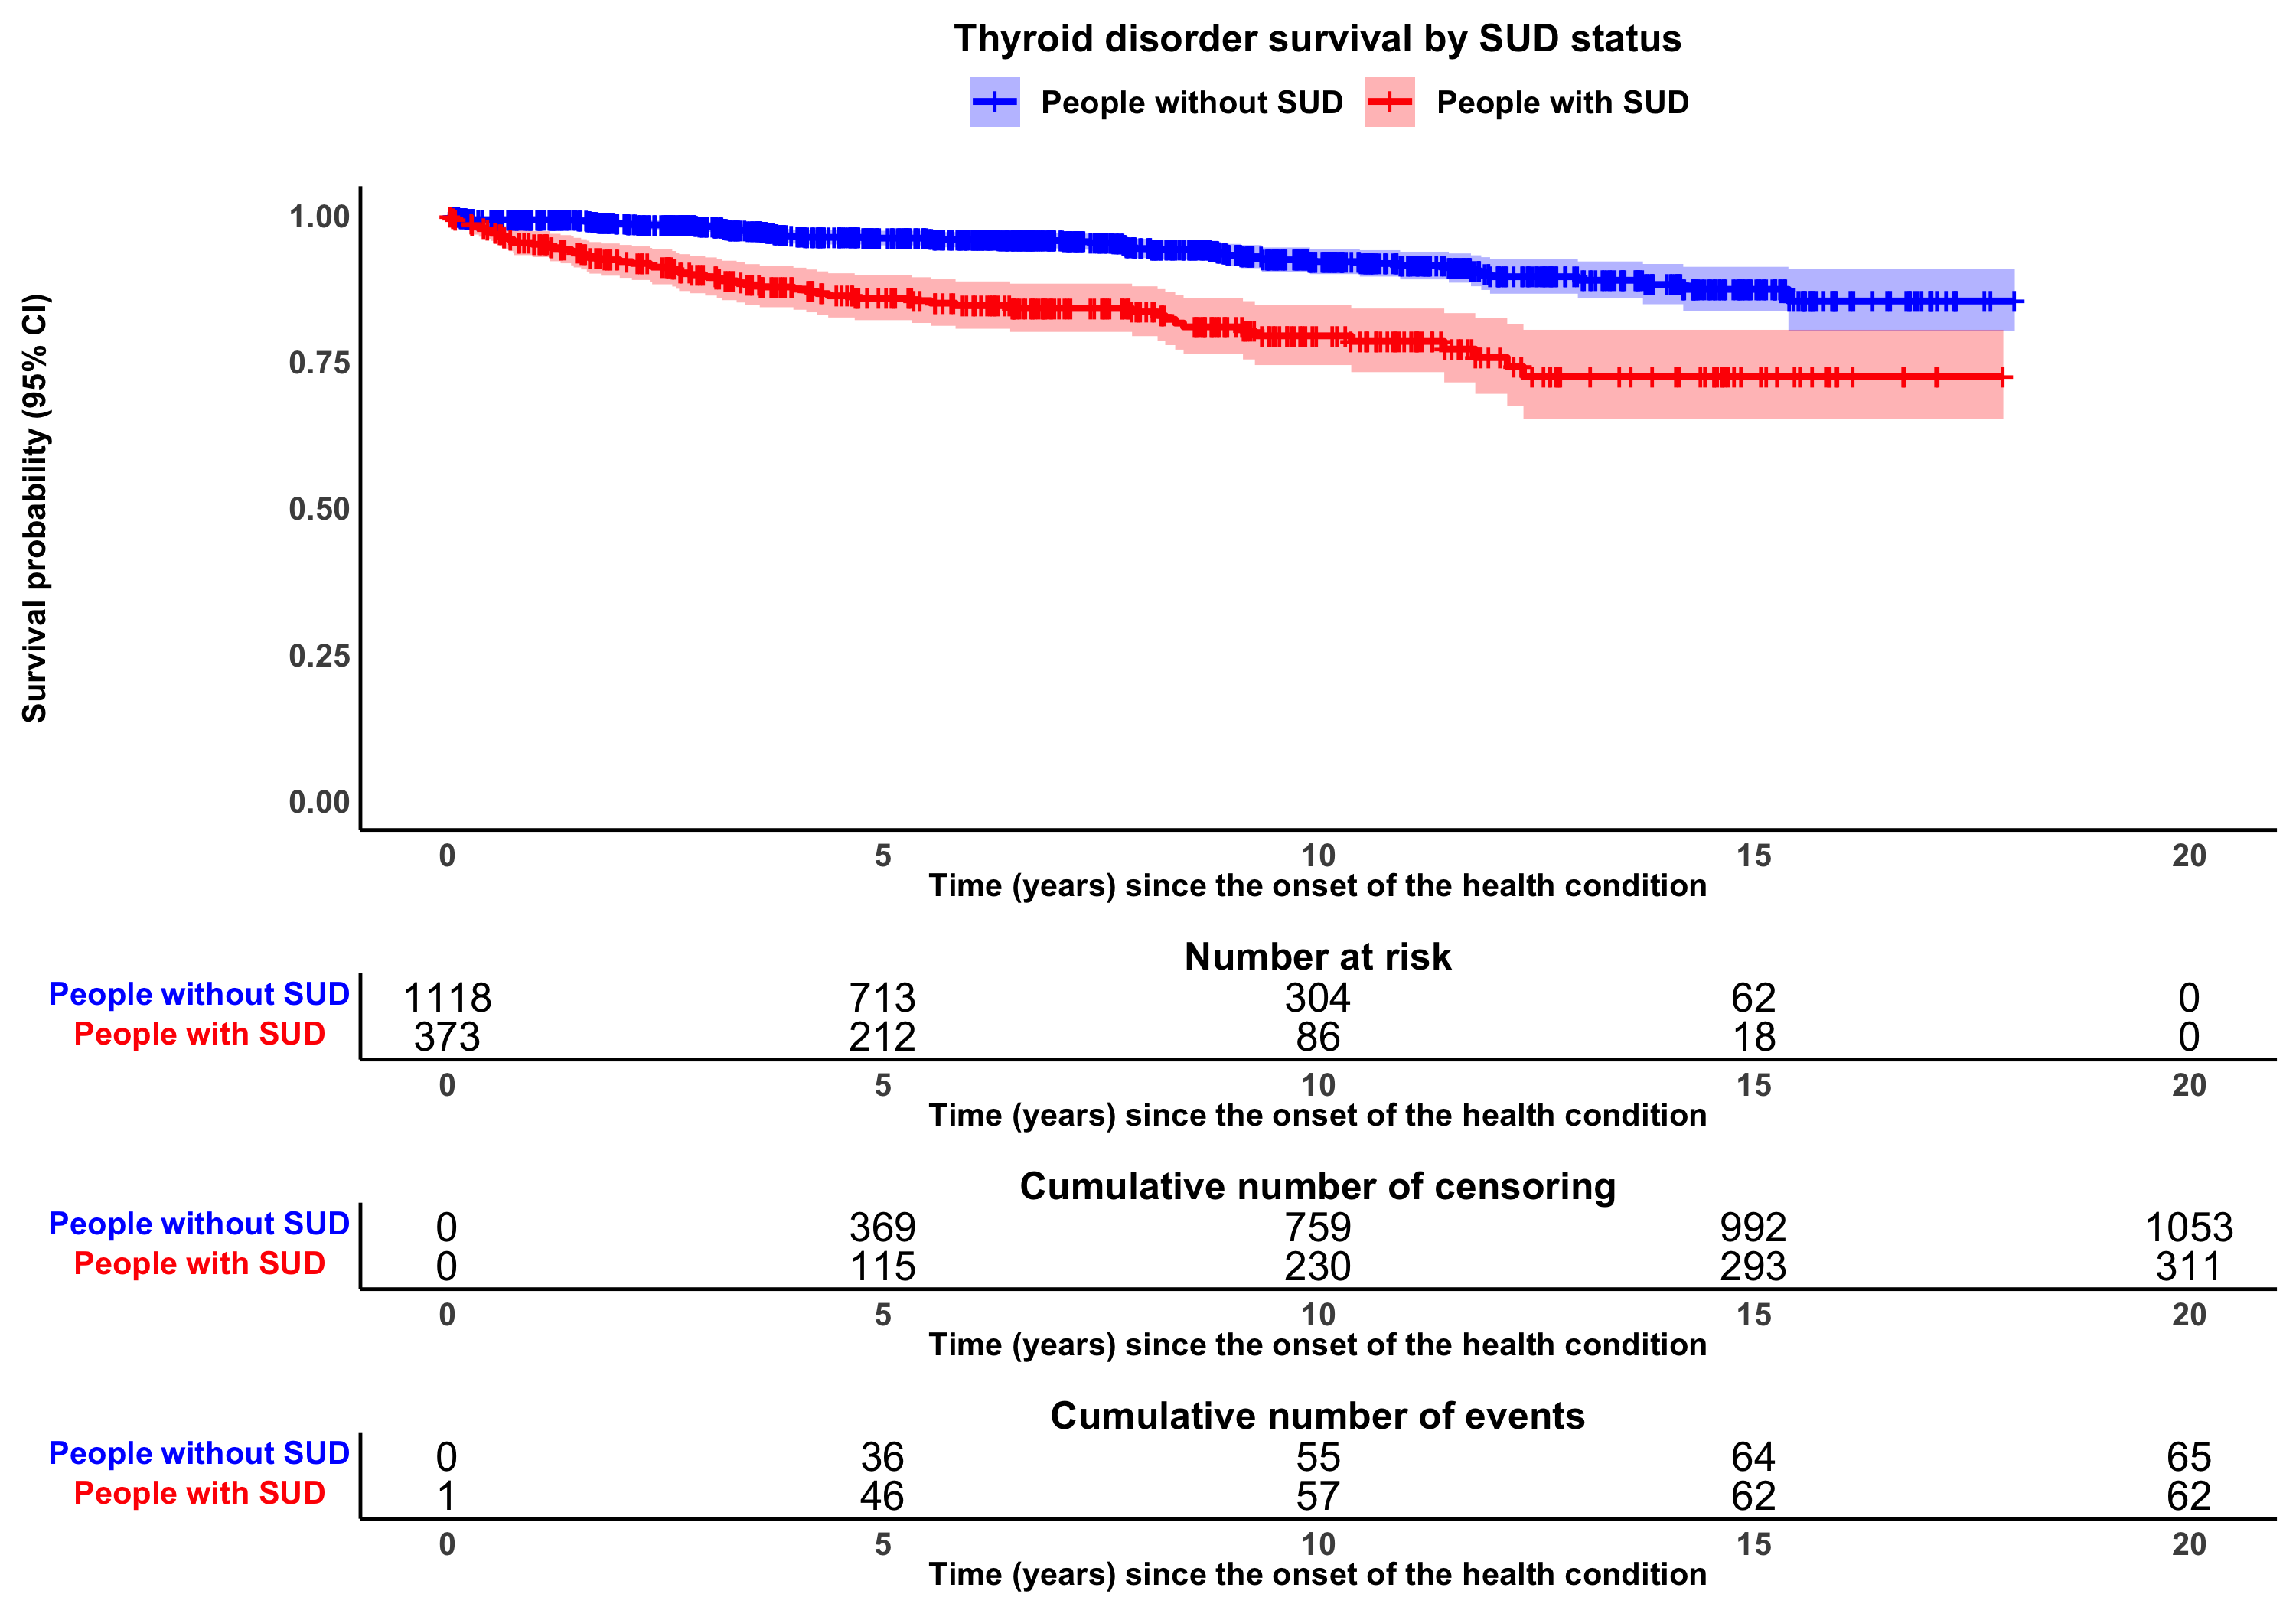 Thyroid disorder survival by SUD status
People without SUD People with SUD
Survival probability (95% CI)
1.00
0.75
0.50
0.25
0.00
0 5 10 15 20
Time (years) since the onset of the health condition
Number at risk
People without SUD 1118 713 304 62 0
People with SUD 373 212 86 18 0
0 5 10 15 20
Time (years) since the onset of the health condition
Cumulative number of censoring
People without SUD 0 369 759 992 1053
People with SUD 0 115 230 293 311
0 5 10 15 20
Time (years) since the onset of the health condition
Cumulative number of events
People without SUD 0 36 55 64 65
People with SUD 1 46 57 62 62
0 5 10 15 20
Time (years) since the onset of the health condition